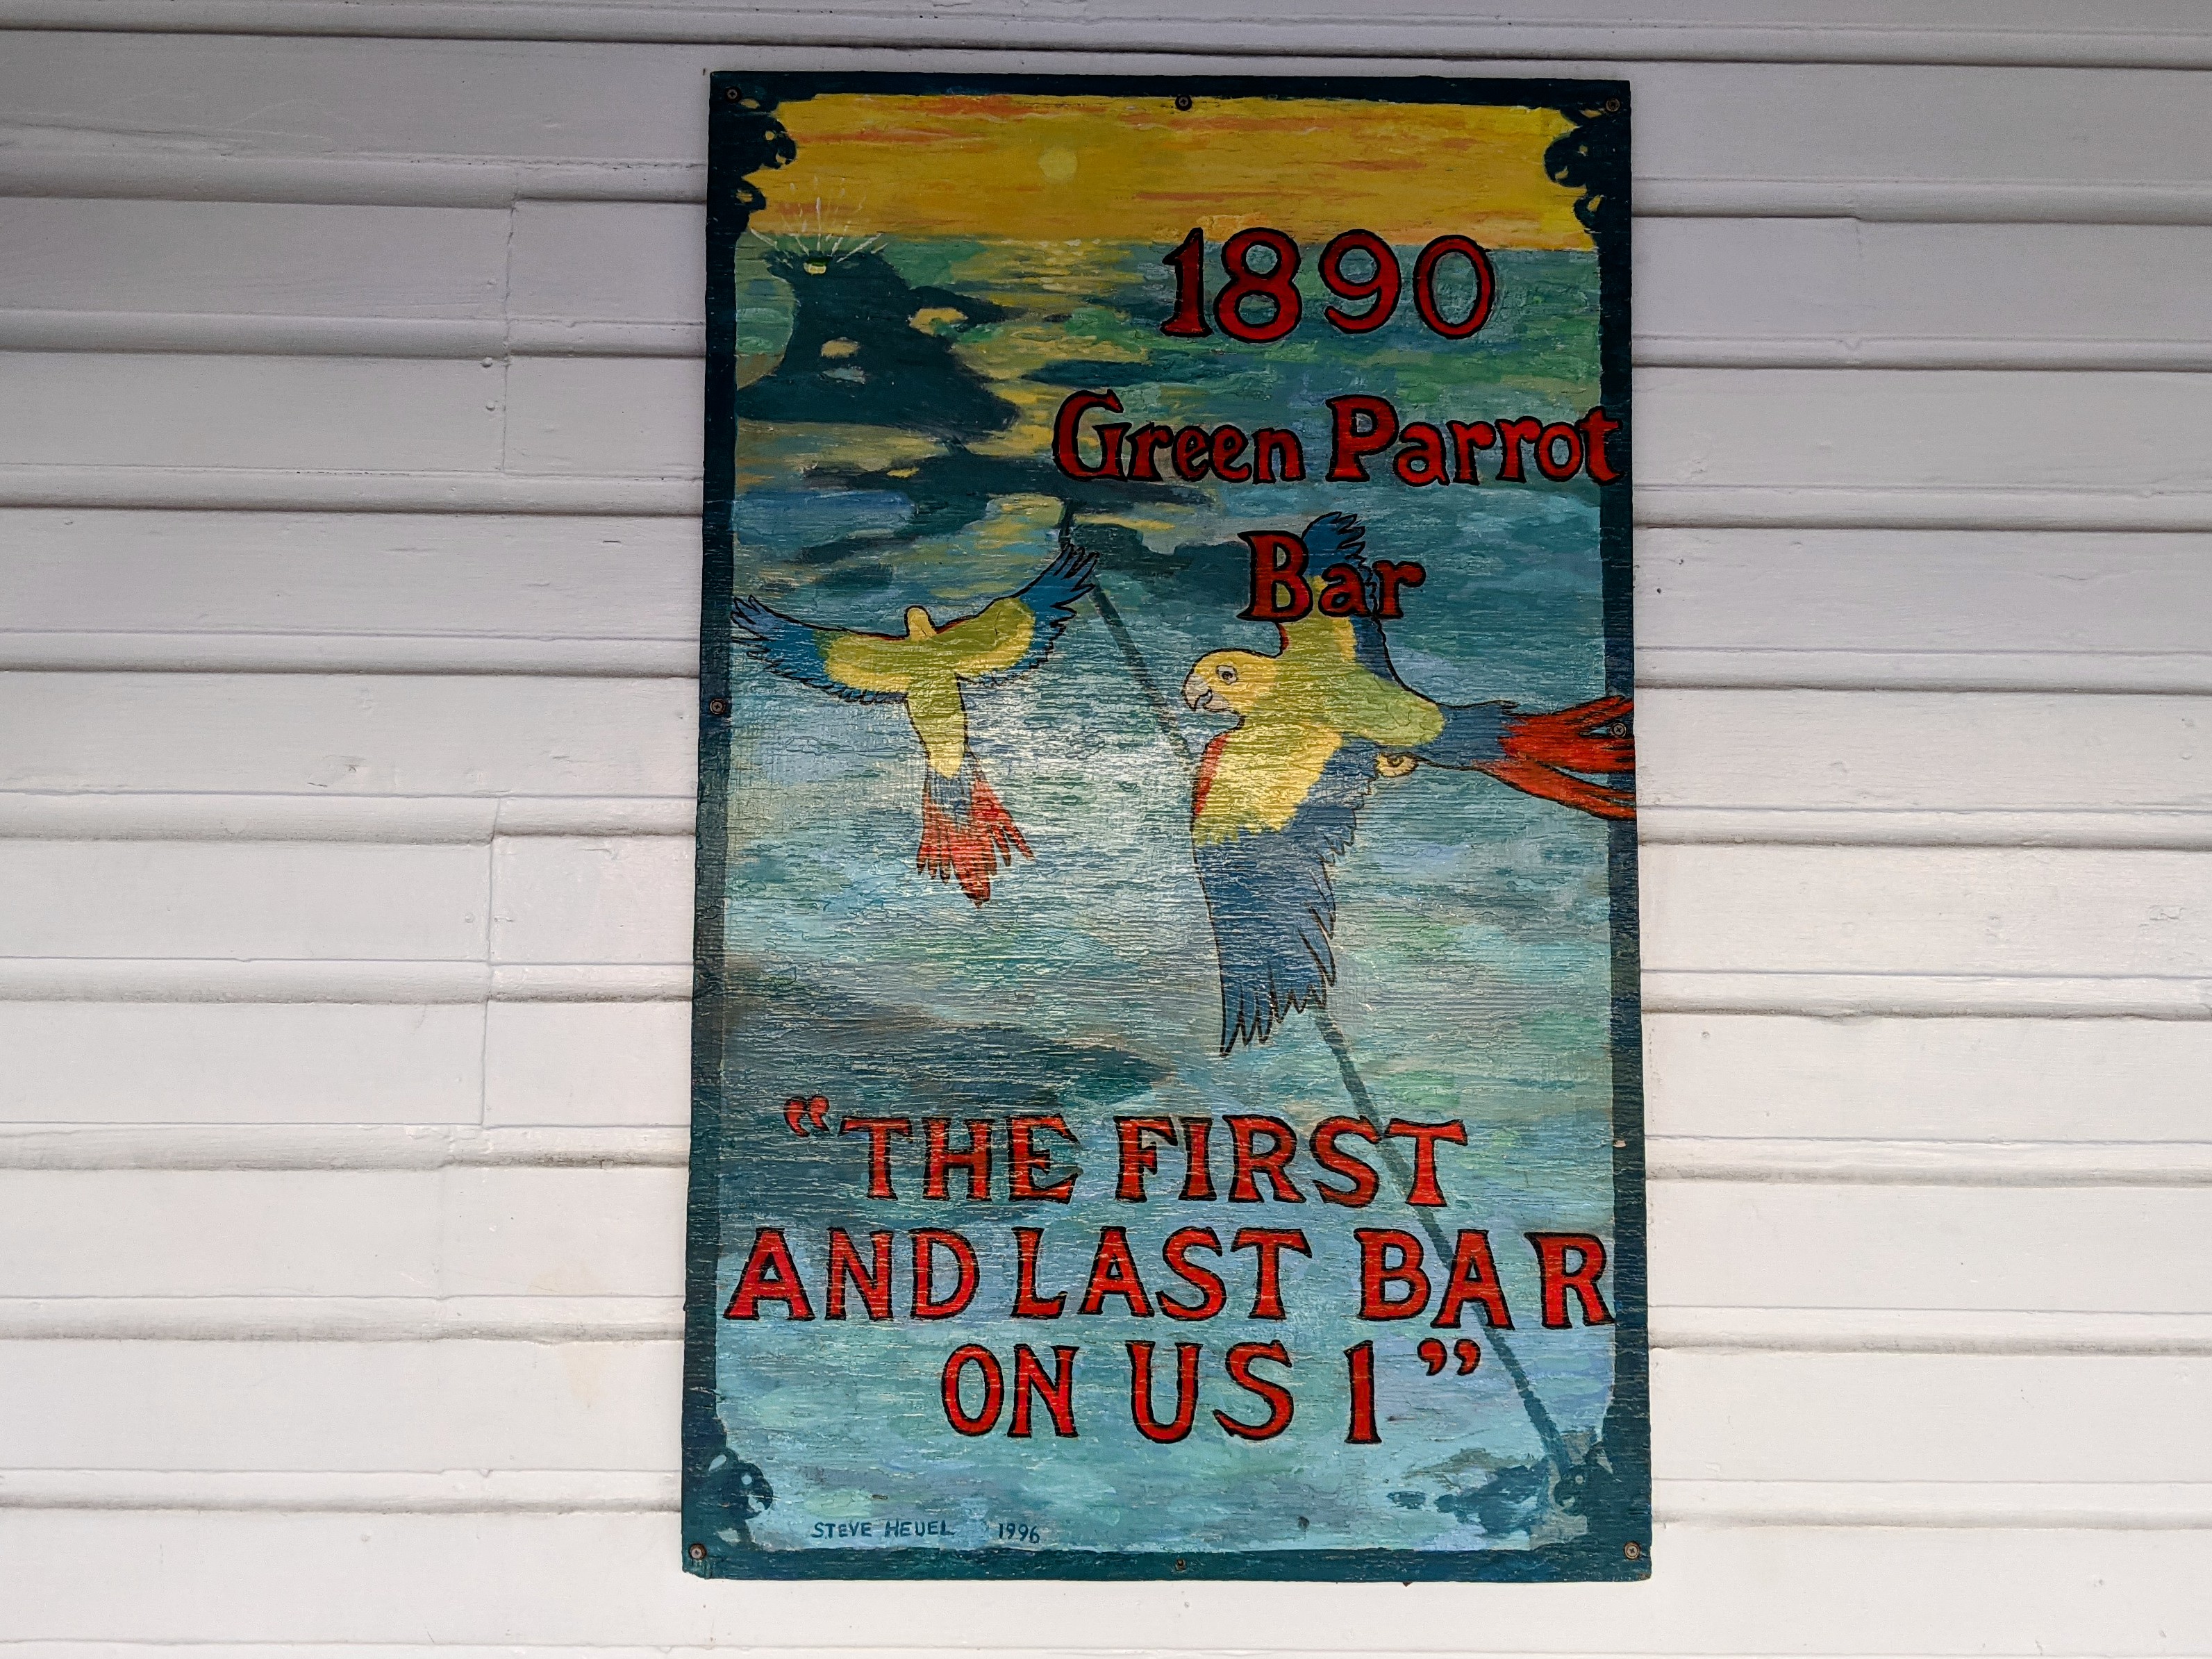 1890
Green Parrot
Bar
“THE FIRST
AND LAST BAR
ON US 1”
STEVE HEUEL 1996